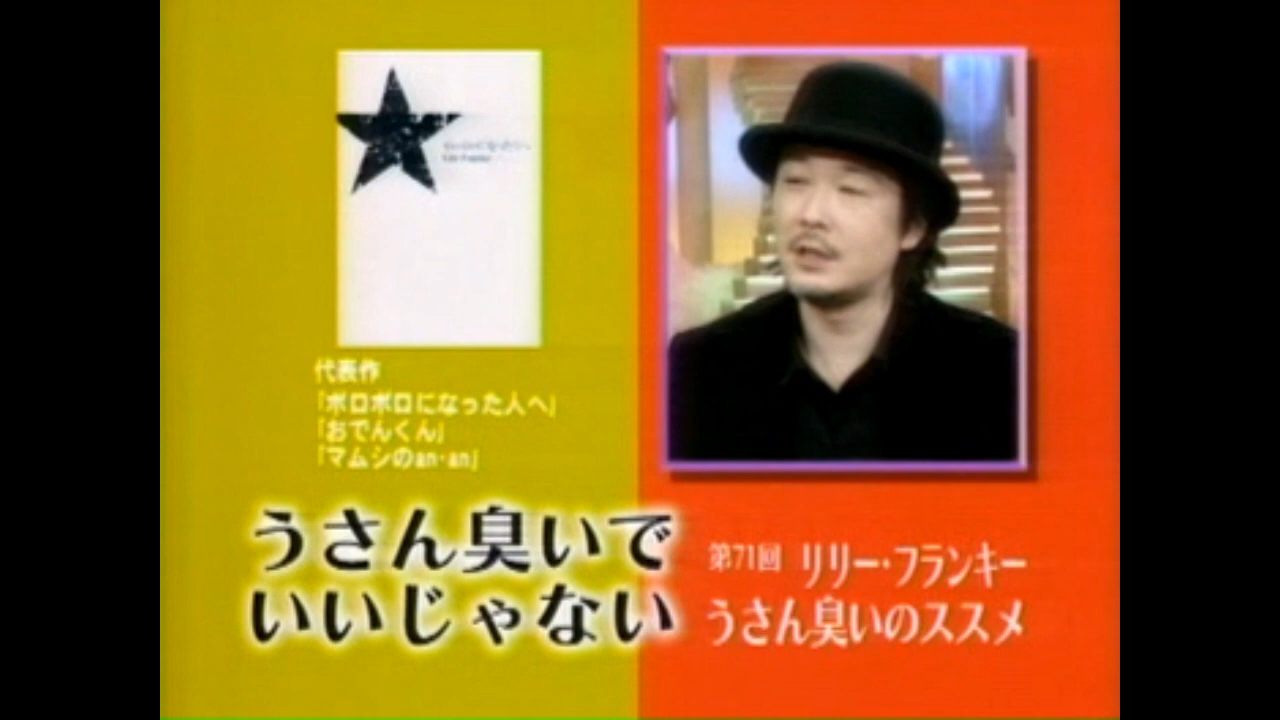 代表作
「ボロボロになった人へ」
「おでんくん」
「マムシのan・an」
うさん臭いで
いいじゃない
第71回 リリー・フランキー
うさん臭いのススメ